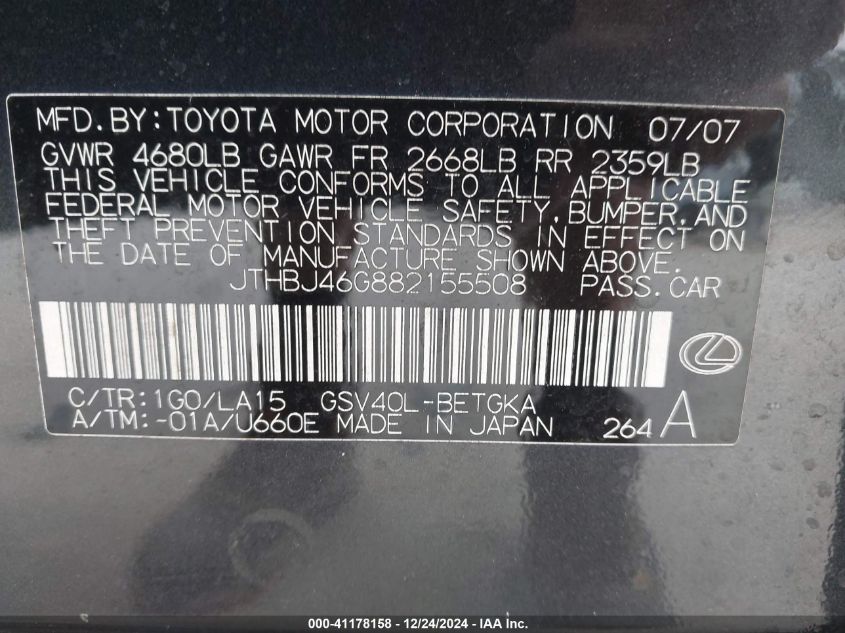 MFD.BY:TOYOTA MOTOR CORPORATION 07/07
GVWR 4680LB GAWR FR 2668LB RR 2359LB
THIS VEHICLE CONFORMS TO ALL APPLICABLE
FEDERAL MOTOR VEHICLE SAFETY,BUMPER,AND
THEFT PREVENTION STANDARDS IN EFFECT ON
THE DATE OF MANUFACTURE SHOWN ABOVE.
JTHBJ46G882155508 PASS.CAR
C/TR:1G0/LA15 GSV40L-BETGKA
A/TM:-01A/U660E MADE IN JAPAN 264 A
000-41178158 - 12/24/2024 - IAA Inc.